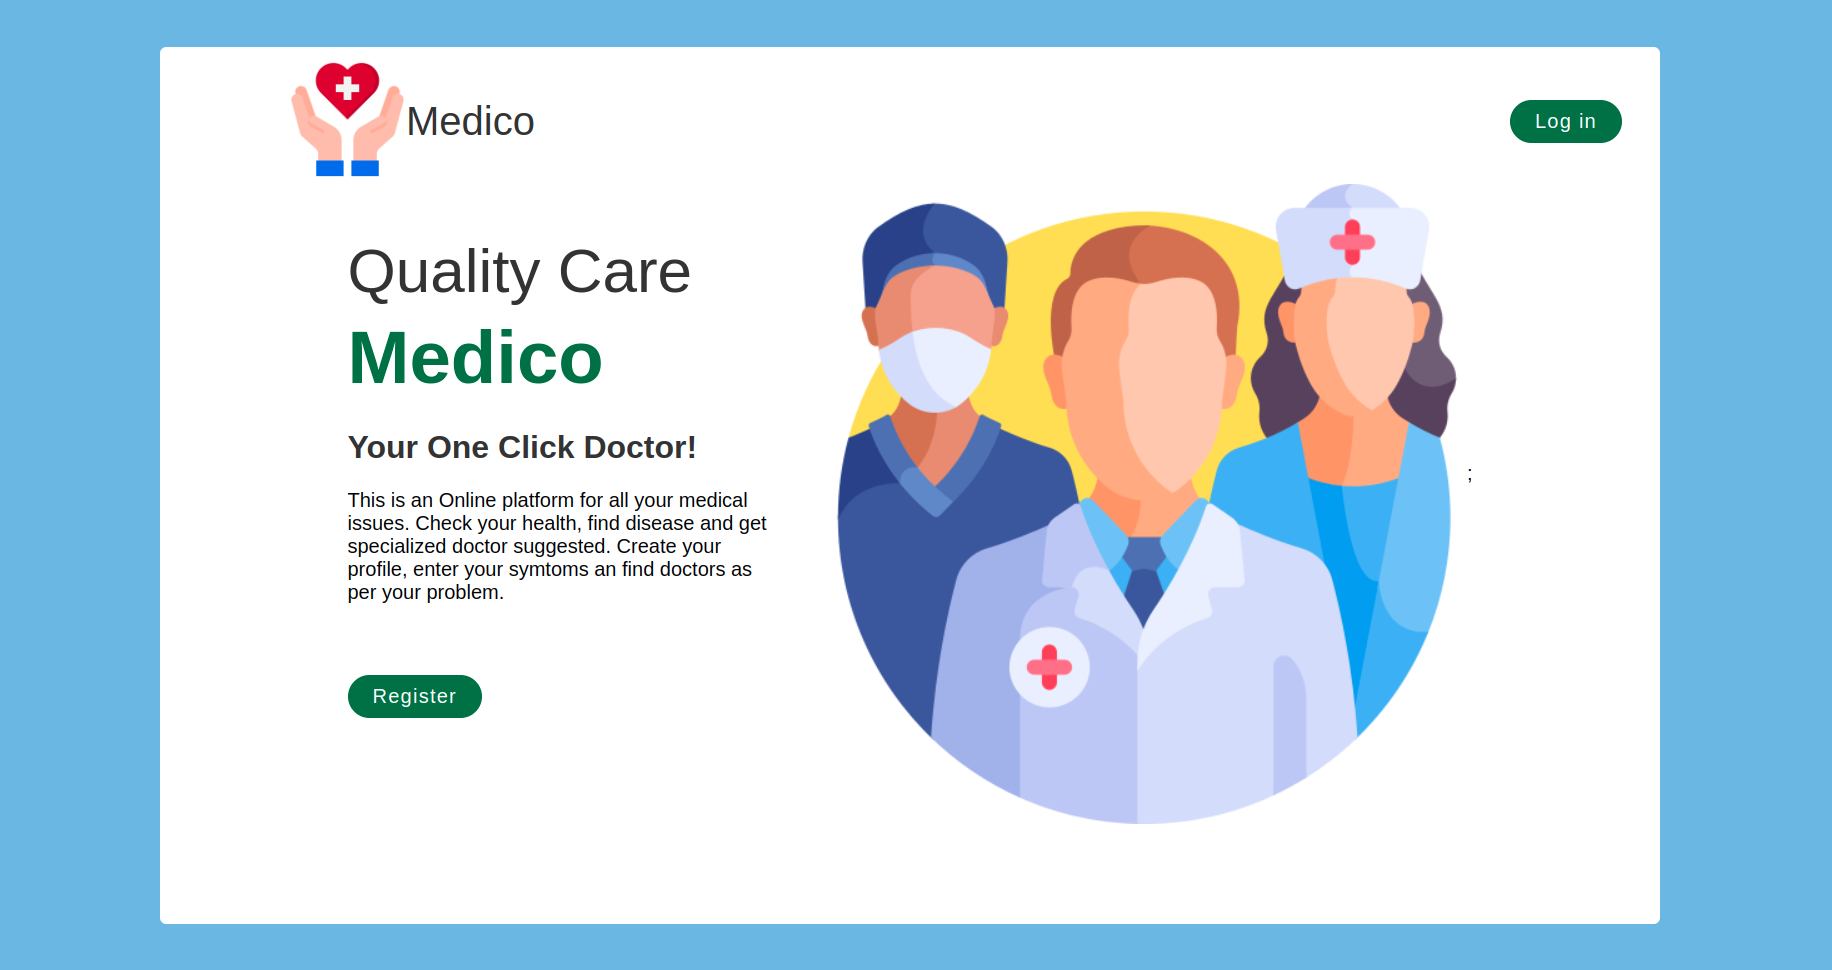 Medico
Log in
Quality Care
Medico
Your One Click Doctor!
This is an Online platform for all your medical
issues. Check your health, find disease and get
specialized doctor suggested. Create your
profile, enter your symtoms an find doctors as
per your problem.
;
Register